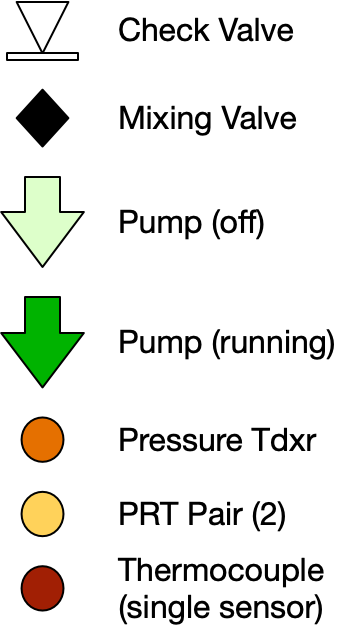 Check Valve
Mixing Valve
Pump (off)
Pump (running)
Pressure Tdxr
PRT Pair (2)
Thermocouple
(single sensor)